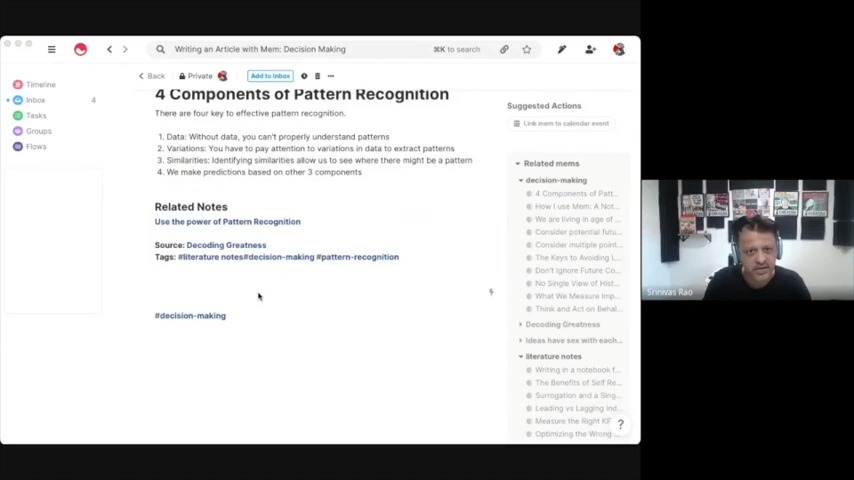 Writing an Article with Mem: Decision Making
⌘K to search
Back
Private
Add to Inbox
Timeline
Inbox 4
Tasks
Groups
Flows
4 Components of Pattern Recognition
There are four key to effective pattern recognition.
1. Data: Without data, you can't properly understand patterns
2. Variations: You have to pay attention to variations in data to extract patterns
3. Similarities: Identifying similarities allow us to see where there might be a pattern
4. We make predictions based on other 3 components
Related Notes
Use the power of Pattern Recognition
Source: Decoding Greatness
Tags: #literature notes#decision-making #pattern-recognition
#decision-making
Suggested Actions
Link mem to calendar event
Related mems
decision-making
4 Components of Patt...
How I use Mem: A Not...
We are living in age of ...
Consider potential futu...
Consider multiple point...
The Keys to Avoiding L...
Don't Ignore Future Co...
No Single View of Hist...
What We Measure Imp...
Think and Act on Behal...
Decoding Greatness
Ideas have sex with each...
literature notes
Writing in a notebook f...
The Benefits of Self Re...
Surrogation and a Sing...
Leading vs Lagging Ind...
Measure the Right KP
Optimizing the Wrong
?
Srinivas Rao